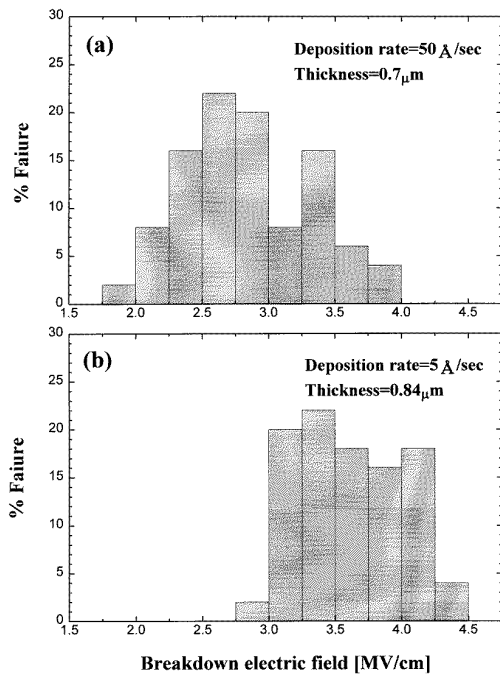 (a)
Deposition rate=50 Å/sec
Thickness=0.7μm
% Faiure
30
25
20
15
10
5
0
1.5 2.0 2.5 3.0 3.5 4.0 4.5
(b)
Deposition rate=5 Å/sec
Thickness=0.84μm
% Faiure
30
25
20
15
10
5
0
1.5 2.0 2.5 3.0 3.5 4.0 4.5
Breakdown electric field [MV/cm]